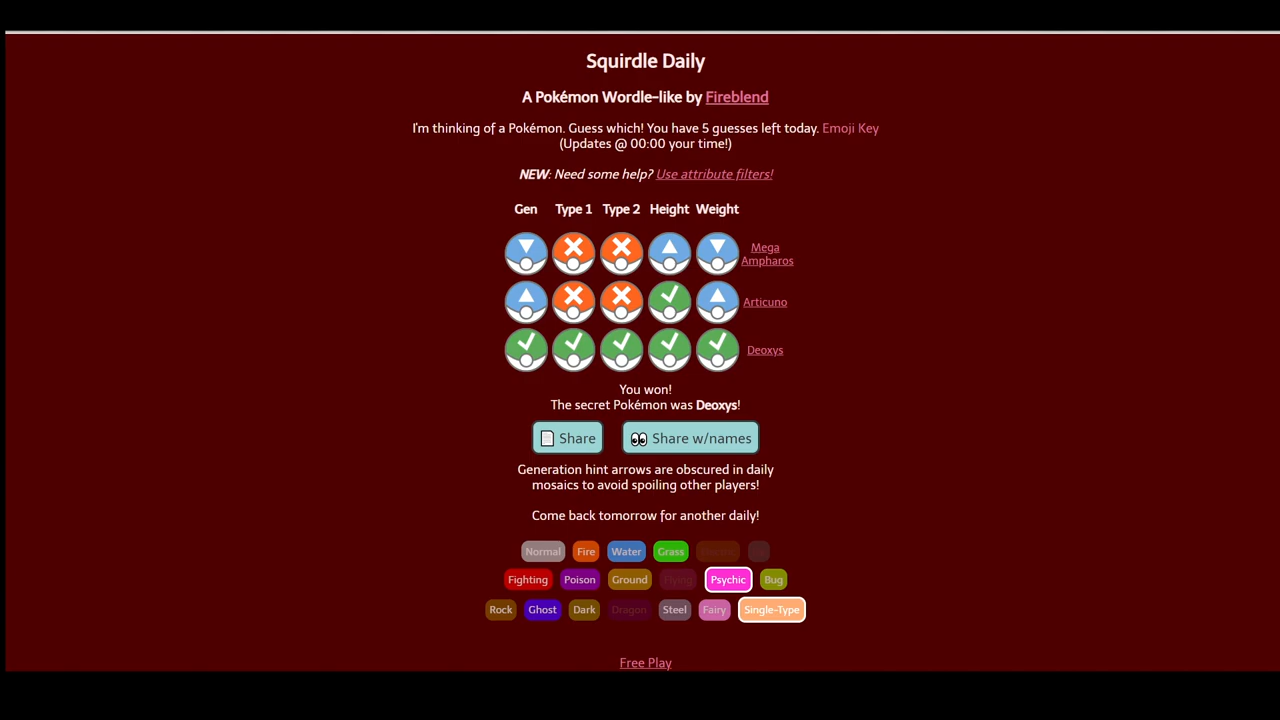 Squirdle Daily
A Pokémon Wordle-like by Fireblend
I'm thinking of a Pokémon. Guess which! You have 5 guesses left today. Emoji Key
(Updates @ 00:00 your time!)
NEW: Need some help? Use attribute filters!
Gen Type 1 Type 2 Height Weight
Mega
Ampharos
Articuno
Deoxys
You won!
The secret Pokémon was Deoxys!
Share Share w/names
Generation hint arrows are obscured in daily
mosaics to avoid spoiling other players!
Come back tomorrow for another daily!
Normal Fire Water Grass
Fighting Poison Ground Flying Psychic Bug
Rock Ghost Dark Dragon Steel Fairy Single-Type
Free Play